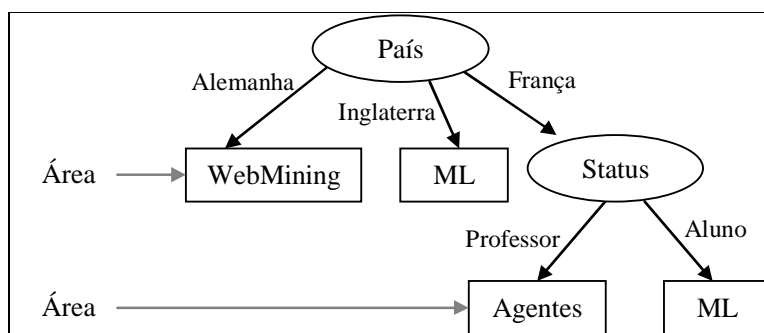 País
Alemanha
Inglaterra
França
Área
WebMining
ML
Status
Professor
Aluno
Área
Agentes
ML